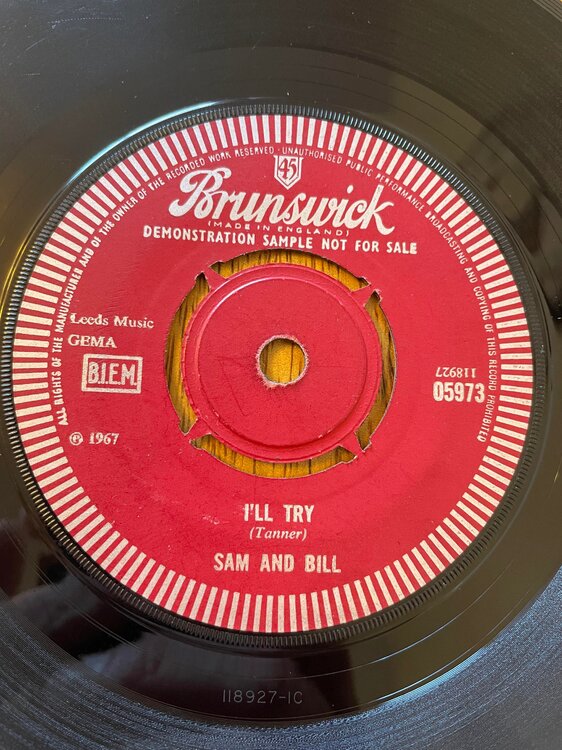 ALL RIGHTS OF THE MANUFACTURER AND OF THE OWNER OF THE RECORDED WORK RESERVED · UNAUTHORISED PUBLIC PERFORMANCE BROADCASTING AND COPYING OF THIS RECORD PROHIBITED
45
Brunswick
(MADE IN ENGLAND)
DEMONSTRATION SAMPLE NOT FOR SALE
Leeds Music
GEMA
B.I.E.M.
℗ 1967
118927
05973
I'LL TRY
(Tanner)
SAM AND BILL
118927-1C